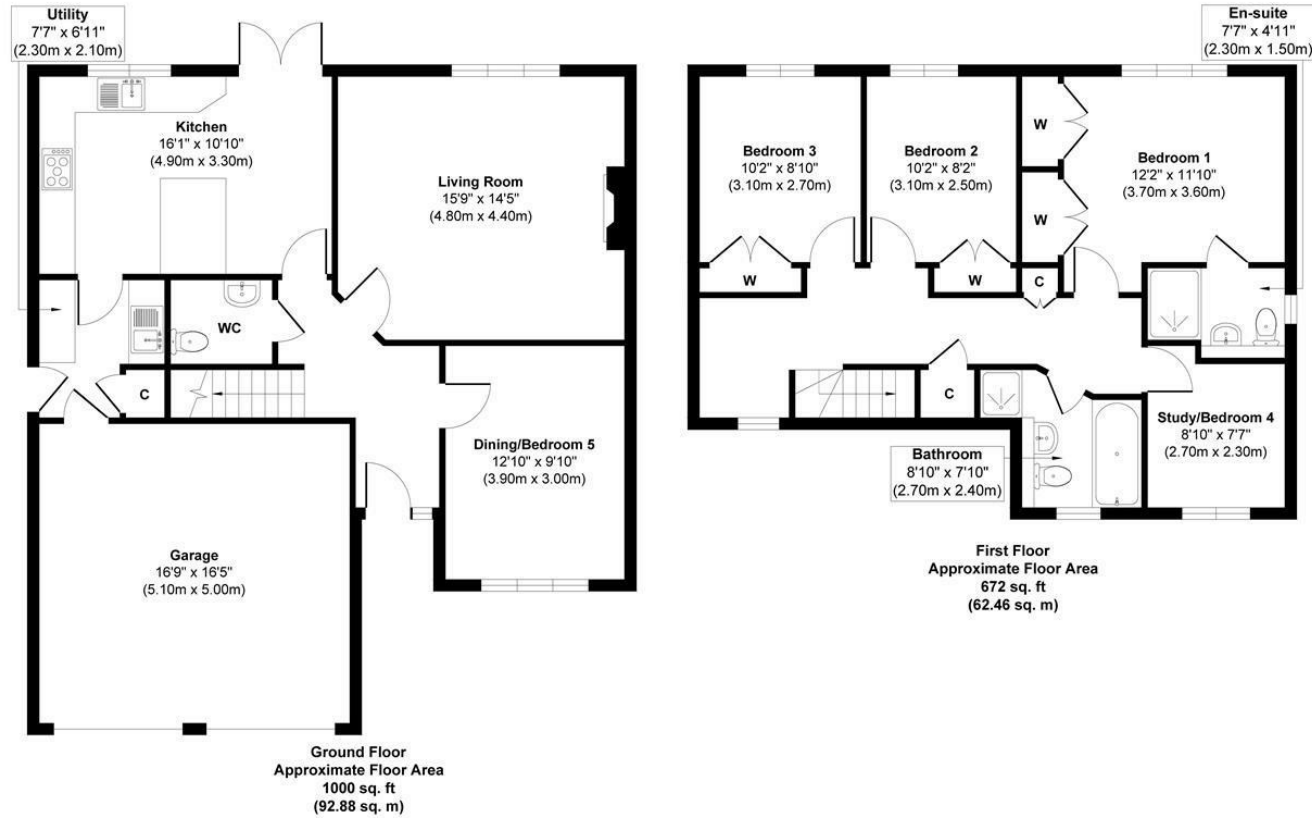 Utility
7'7" x 6'11"
(2.30m x 2.10m)
Kitchen
16'1" x 10'10"
(4.90m x 3.30m)
Living Room
15'9" x 14'5"
(4.80m x 4.40m)
WC
C
Dining/Bedroom 5
12'10" x 9'10"
(3.90m x 3.00m)
Garage
16'9" x 16'5"
(5.10m x 5.00m)
Ground Floor
Approximate Floor Area
1000 sq. ft
(92.88 sq. m)
En-suite
7'7" x 4'11"
(2.30m x 1.50m)
Bedroom 3
10'2" x 8'10"
(3.10m x 2.70m)
W
Bedroom 2
10'2" x 8'2"
(3.10m x 2.50m)
W
W
W
Bedroom 1
12'2" x 11'10"
(3.70m x 3.60m)
C
C
Study/Bedroom 4
8'10" x 7'7"
(2.70m x 2.30m)
Bathroom
8'10" x 7'10"
(2.70m x 2.40m)
First Floor
Approximate Floor Area
672 sq. ft
(62.46 sq. m)